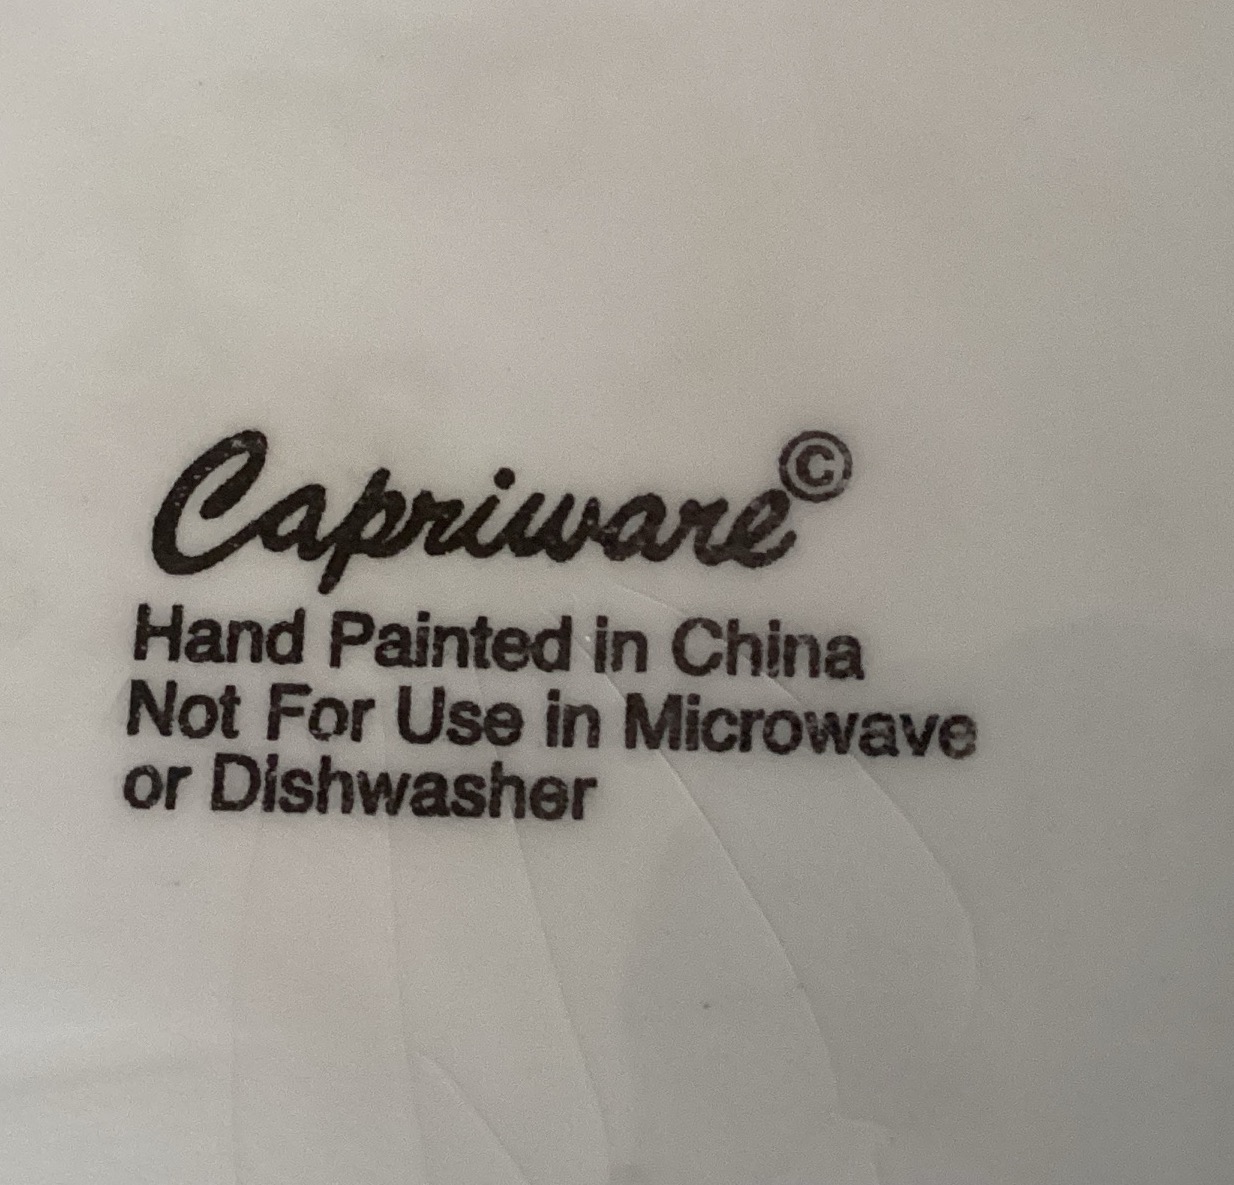 Capriware©
Hand Painted in China
Not For Use in Microwave
or Dishwasher